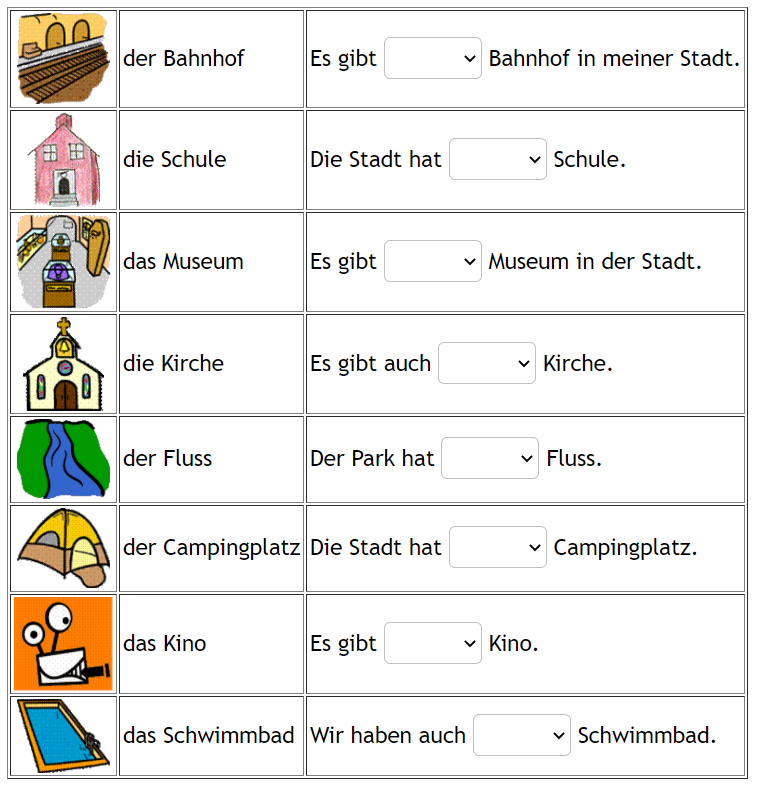 der Bahnhof Es gibt Bahnhof in meiner Stadt.
die Schule Die Stadt hat Schule.
das Museum Es gibt Museum in der Stadt.
die Kirche Es gibt auch Kirche.
der Fluss Der Park hat Fluss.
der Campingplatz Die Stadt hat Campingplatz.
das Kino Es gibt Kino.
das Schwimmbad Wir haben auch Schwimmbad.